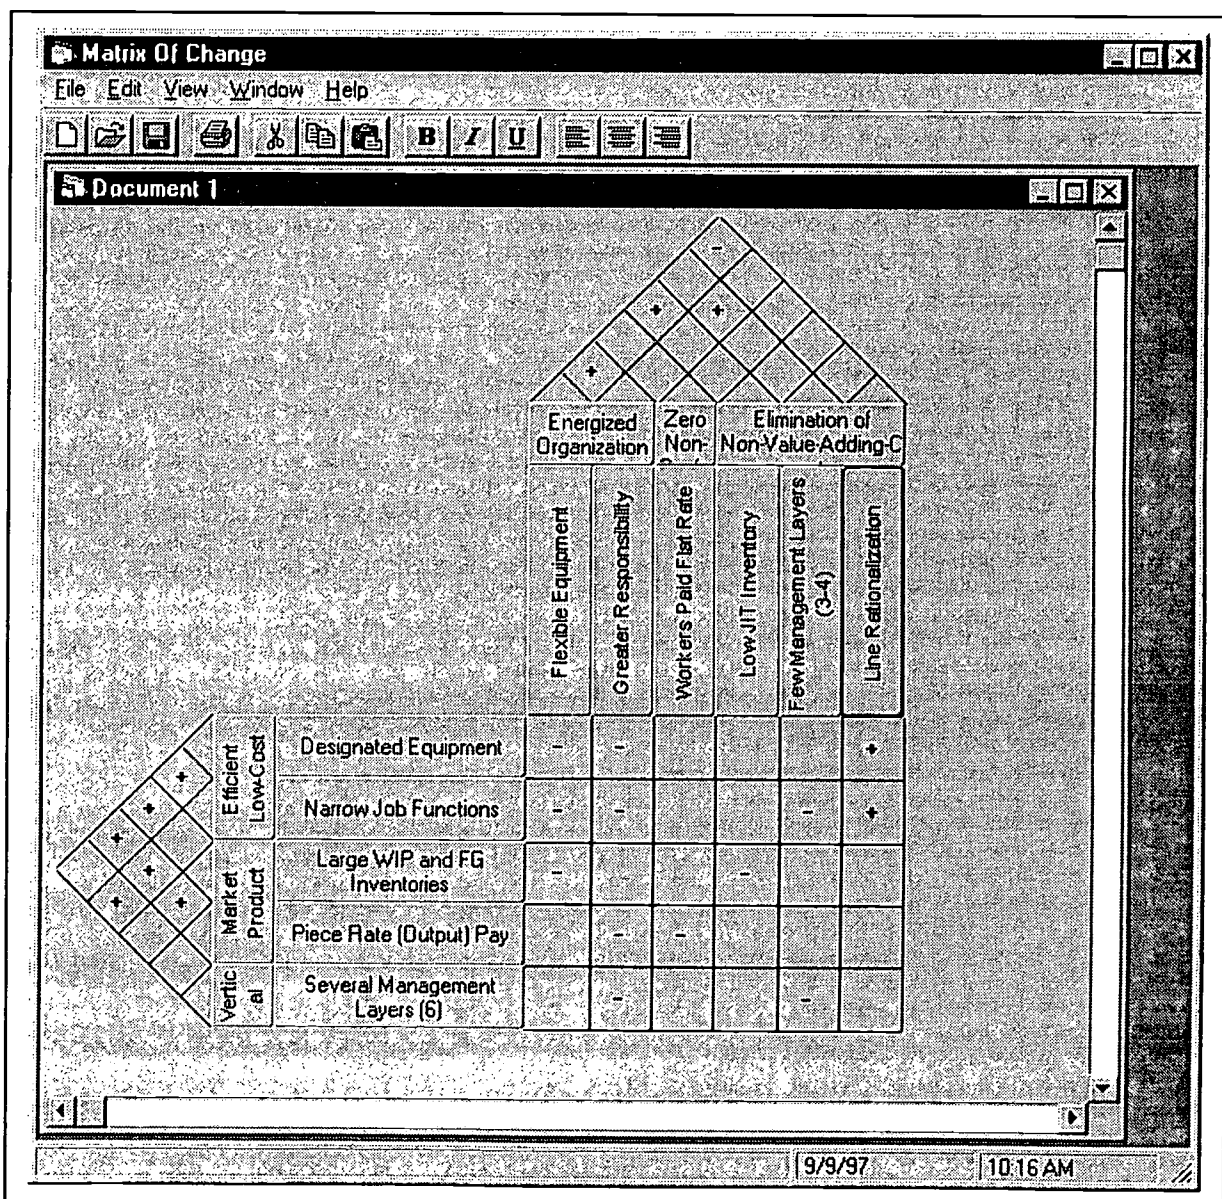 Matrix Of Change
File Edit View Window Help
B I U
Document 1
-
+ +
+
Energized
Organization
Zero
Non-
Elimination of
Non-Value-Adding-C
Flexible Equipment
Greater Responsibility
Workers Paid Flat Rate
Low JIT Inventory
Few Management Layers
(3-4)
Line Rationalization
Efficient
Low-Cost
Market
Product
Vertic
al
+
+
+
+
+ +
Designated Equipment - - +
Narrow Job Functions - - - +
Large WIP and FG
Inventories - -
Piece Rate (Output) Pay - -
Several Management
Layers (6) - -
9/9/97 10:16 AM